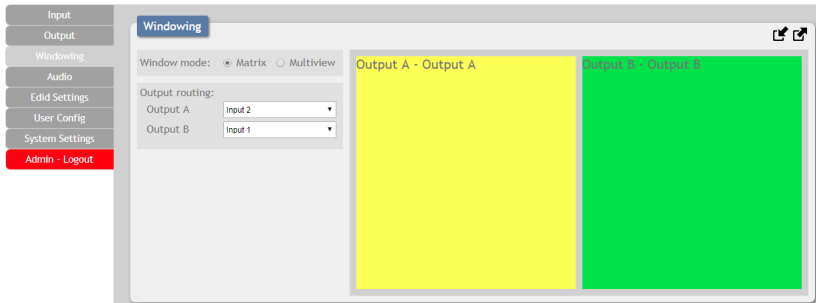 Input
Output
Windowing
Audio
Edid Settings
User Config
System Settings
Admin - Logout
Windowing
Window mode: Matrix Multiview
Output routing:
Output A Input 2
Output B Input 1
Output A - Output A
Output B - Output B